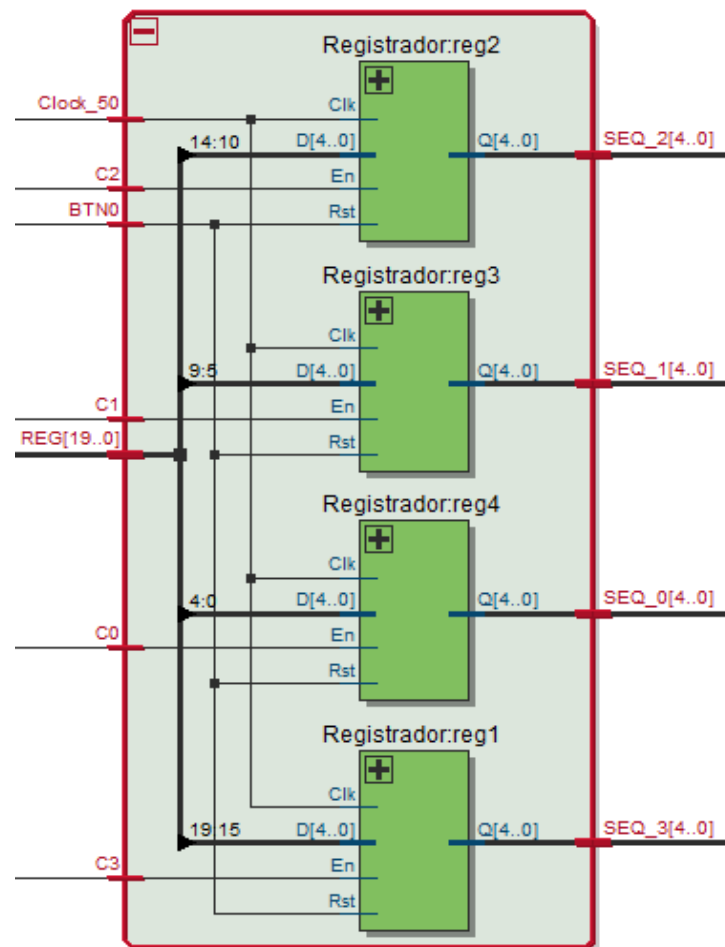 Registrador:reg2
Clock_50
Clk
14:10
D[4..0]
Q[4..0]
SEQ_2[4..0]
C2
En
BTN0
Rst
Registrador:reg3
Clk
9:5
D[4..0]
Q[4..0]
SEQ_1[4..0]
C1
En
REG[19..0]
Rst
Registrador:reg4
Clk
4:0
D[4..0]
Q[4..0]
SEQ_0[4..0]
C0
En
Rst
Registrador:reg1
Clk
19:15
D[4..0]
Q[4..0]
SEQ_3[4..0]
C3
En
Rst